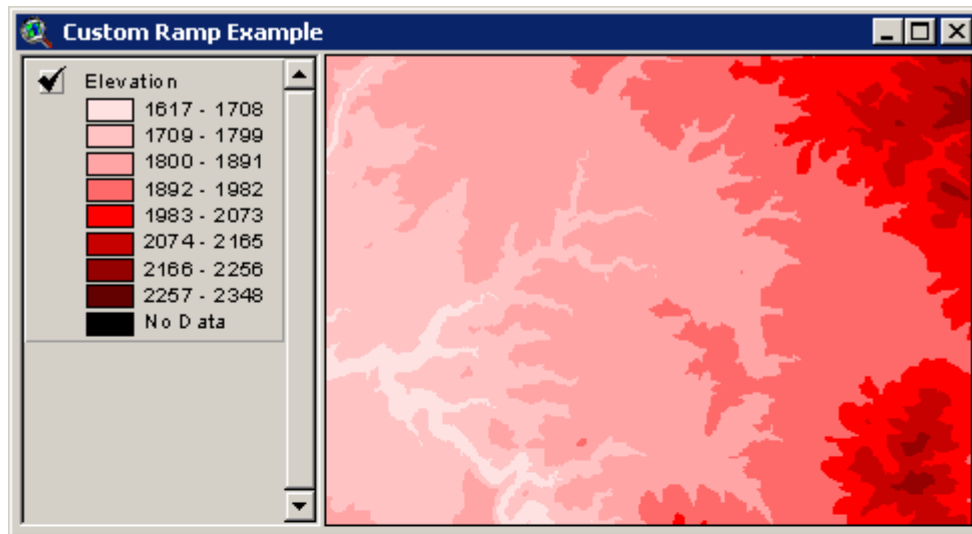 Custom Ramp Example
Elevation
1617 - 1708
1709 - 1799
1800 - 1891
1892 - 1982
1983 - 2073
2074 - 2165
2166 - 2256
2257 - 2348
No Data